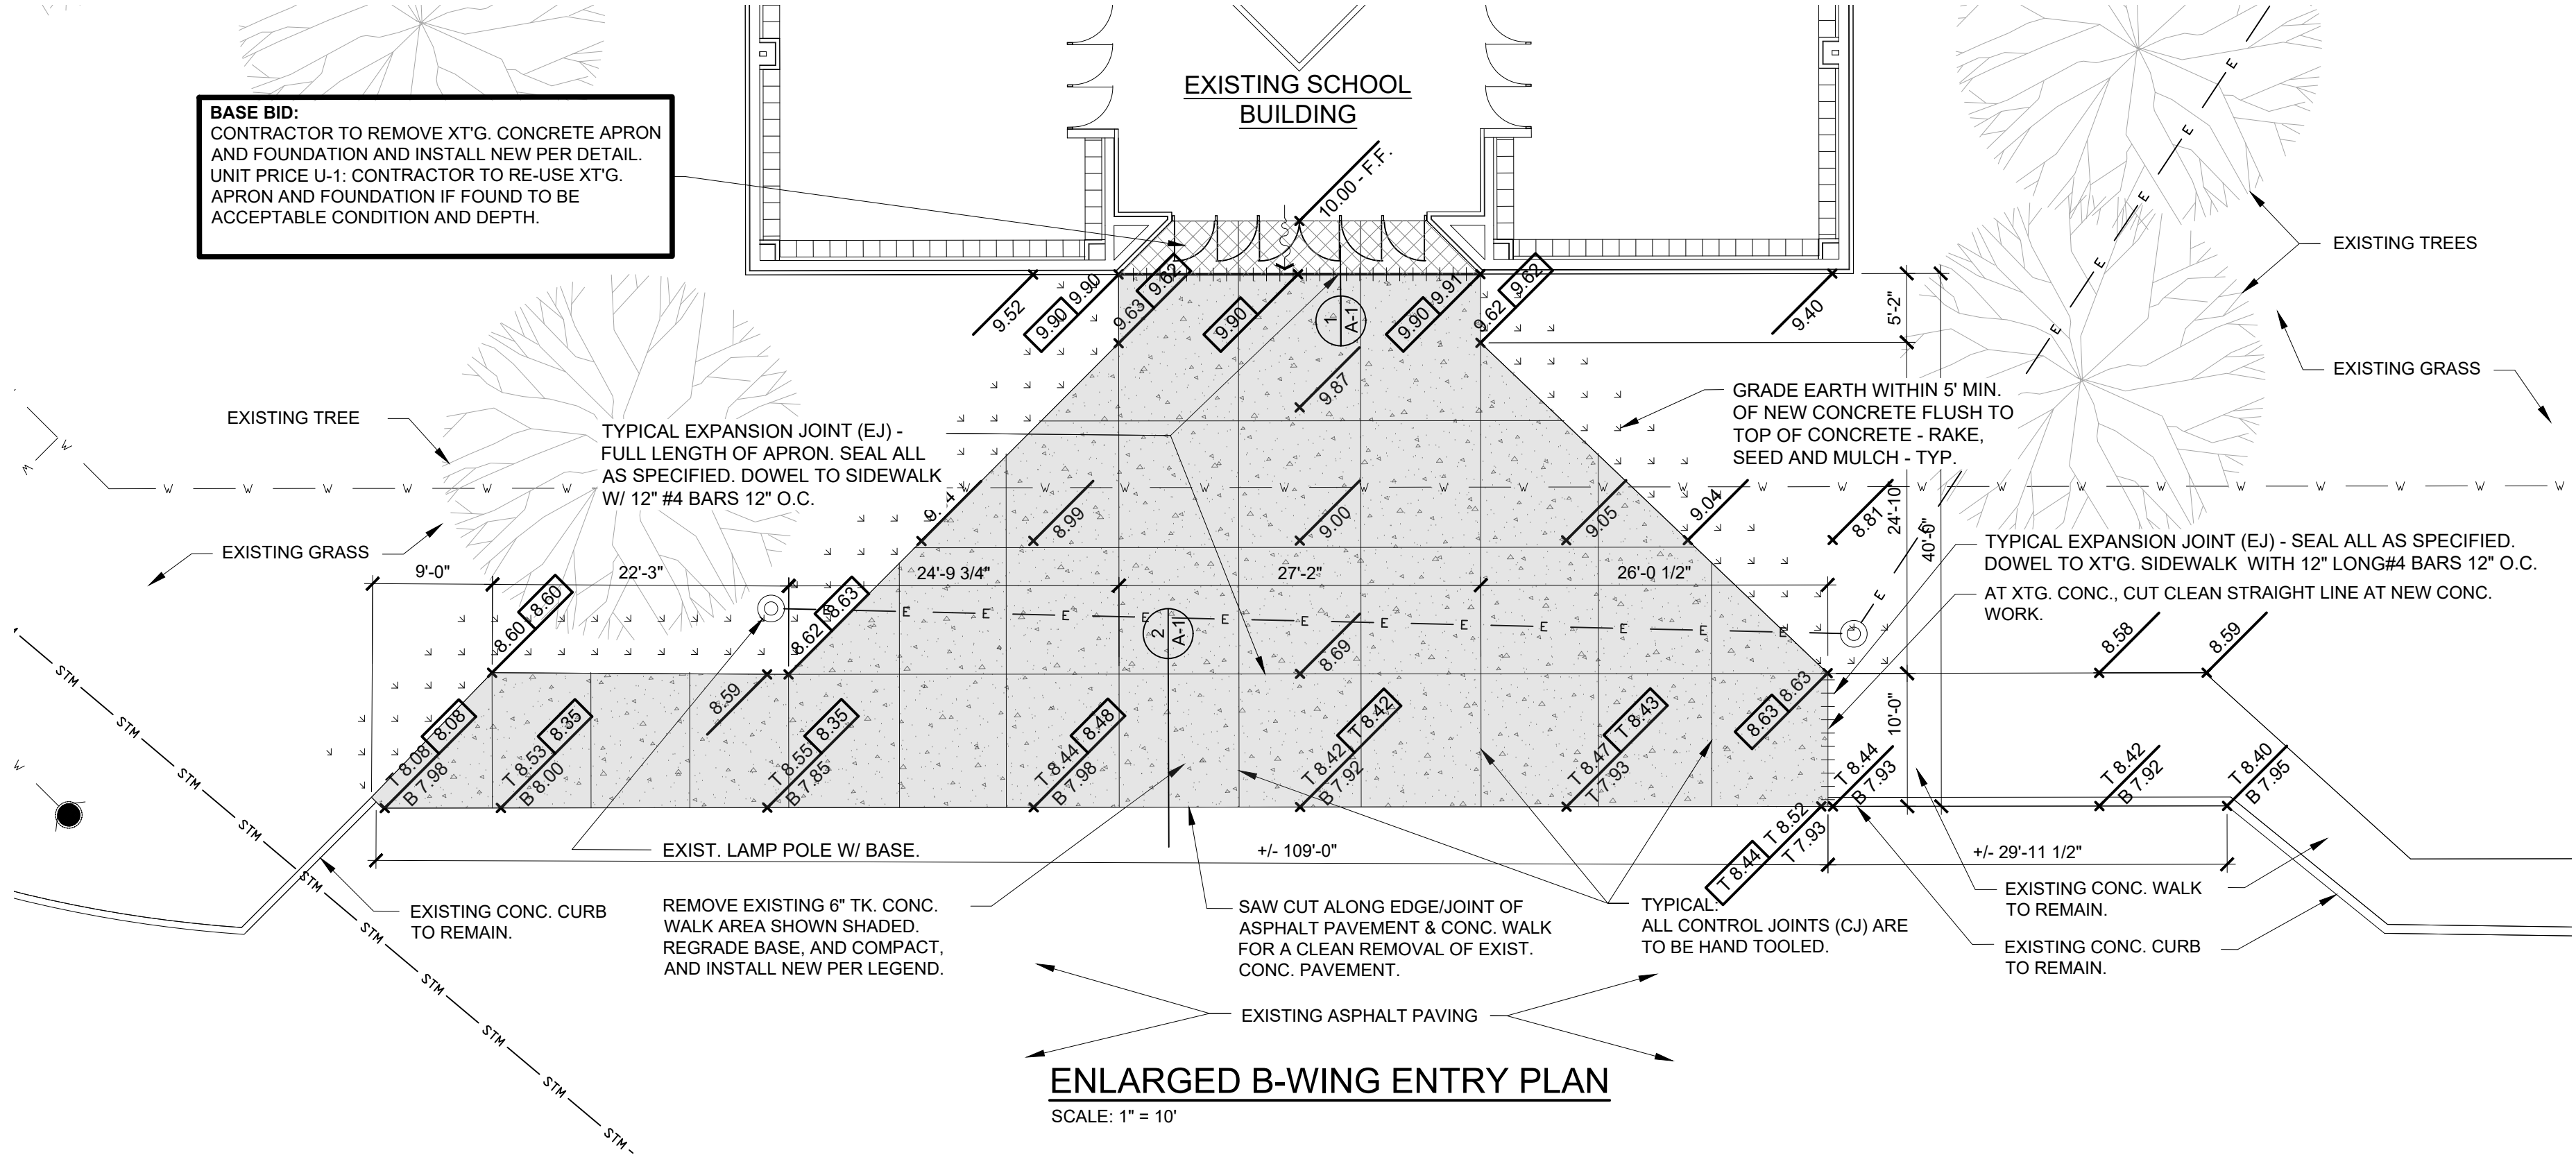 EXISTING SCHOOL
BUILDING
BASE BID:
CONTRACTOR TO REMOVE XT'G. CONCRETE APRON
AND FOUNDATION AND INSTALL NEW PER DETAIL.
UNIT PRICE U-1: CONTRACTOR TO RE-USE XT'G.
APRON AND FOUNDATION IF FOUND TO BE
ACCEPTABLE CONDITION AND DEPTH.
10.00 - F.F.
EXISTING TREES
9.52
9.90 9.90
9.63 9.62
9.90
1
A-1
9.90 9.91
9.62 9.62
9.40
5'-2"
EXISTING GRASS
9.87
EXISTING TREE
TYPICAL EXPANSION JOINT (EJ) -
FULL LENGTH OF APRON. SEAL ALL
AS SPECIFIED. DOWEL TO SIDEWALK
W/ 12" #4 BARS 12" O.C.
GRADE EARTH WITHIN 5' MIN.
OF NEW CONCRETE FLUSH TO
TOP OF CONCRETE - RAKE,
SEED AND MULCH - TYP.
8.99
9.00
9.05
9.04
8.81
24'-10"
40'-0"
EXISTING GRASS
TYPICAL EXPANSION JOINT (EJ) - SEAL ALL AS SPECIFIED.
DOWEL TO XT'G. SIDEWALK WITH 12" LONG#4 BARS 12" O.C.
AT XTG. CONC., CUT CLEAN STRAIGHT LINE AT NEW CONC.
WORK.
9'-0"
22'-3"
24'-9 3/4"
27'-2"
26'-0 1/2"
8.60 8.60
8.62 8.63
2
A-1
8.69
8.58
8.59
8.59
8.63 8.63
10'-0"
T 8.08 8.08
B 7.98
T 8.53 8.35
B 8.00
T 8.55 8.35
B 7.85
T 8.44 8.48
B 7.98
T 8.42 T 8.42
B 7.92
T 8.47 T 8.43
T 7.93
T 8.44
B 7.93
T 8.42
B 7.92
T 8.40
B 7.95
T 8.44 T 8.52
T 7.93
EXIST. LAMP POLE W/ BASE.
+/- 109'-0"
+/- 29'-11 1/2"
EXISTING CONC. CURB
TO REMAIN.
REMOVE EXISTING 6" TK. CONC.
WALK AREA SHOWN SHADED.
REGRADE BASE, AND COMPACT,
AND INSTALL NEW PER LEGEND.
SAW CUT ALONG EDGE/JOINT OF
ASPHALT PAVEMENT & CONC. WALK
FOR A CLEAN REMOVAL OF EXIST.
CONC. PAVEMENT.
TYPICAL:
ALL CONTROL JOINTS (CJ) ARE
TO BE HAND TOOLED.
EXISTING CONC. WALK
TO REMAIN.
EXISTING CONC. CURB
TO REMAIN.
EXISTING ASPHALT PAVING
STM STM STM STM STM STM STM STM STM
W W W W W W W W W
E E E E E E E E E
ENLARGED B-WING ENTRY PLAN
SCALE: 1" = 10'